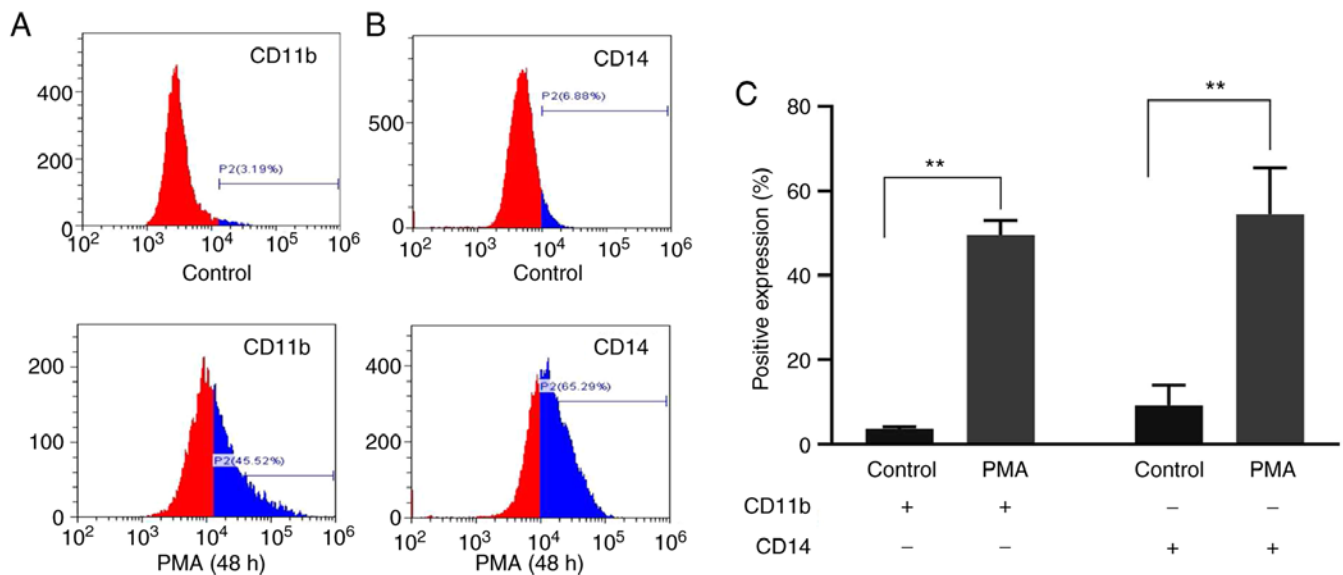 A
CD11b
400
200
0
P2(3.19%)
10² 10³ 10⁴ 10⁵ 10⁶
Control
CD11b
200
100
0
P2(45.52%)
10² 10³ 10⁴ 10⁵ 10⁶
PMA (48 h)
B
CD14
500
0
P2(6.88%)
10² 10³ 10⁴ 10⁵ 10⁶
Control
CD14
400
200
0
P2(65.29%)
10² 10³ 10⁴ 10⁵ 10⁶
PMA (48 h)
C
Positive expression (%)
80
60
40
20
0
** **
Control PMA Control PMA
CD11b + + – –
CD14 – – + +